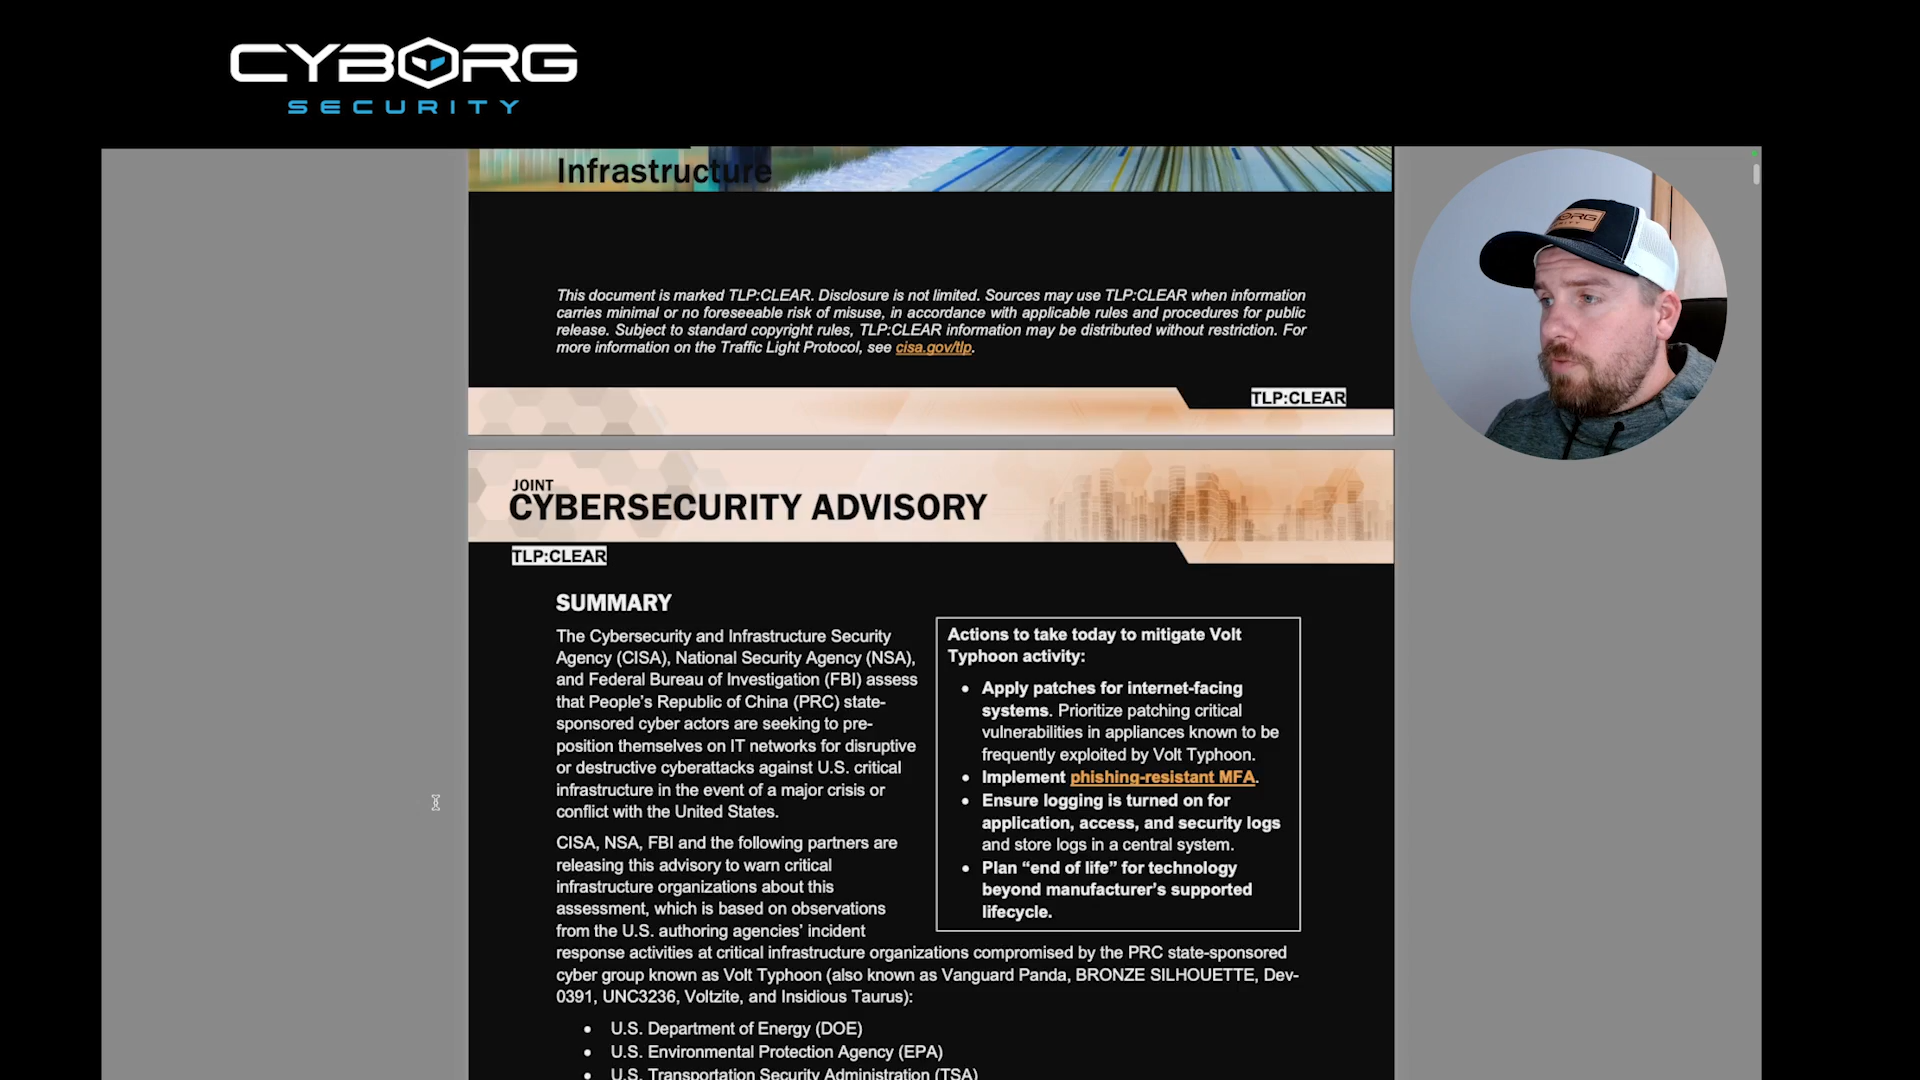 CYBORG
SECURITY
Infrastructure
This document is marked TLP:CLEAR. Disclosure is not limited. Sources may use TLP:CLEAR when information
carries minimal or no foreseeable risk of misuse, in accordance with applicable rules and procedures for public
release. Subject to standard copyright rules, TLP:CLEAR information may be distributed without restriction. For
more information on the Traffic Light Protocol, see cisa.gov/tlp.
TLP:CLEAR
JOINT
CYBERSECURITY ADVISORY
TLP:CLEAR
SUMMARY
The Cybersecurity and Infrastructure Security
Agency (CISA), National Security Agency (NSA),
and Federal Bureau of Investigation (FBI) assess
that People’s Republic of China (PRC) state-
sponsored cyber actors are seeking to pre-
position themselves on IT networks for disruptive
or destructive cyberattacks against U.S. critical
infrastructure in the event of a major crisis or
conflict with the United States.
CISA, NSA, FBI and the following partners are
releasing this advisory to warn critical
infrastructure organizations about this
assessment, which is based on observations
from the U.S. authoring agencies’ incident
response activities at critical infrastructure organizations compromised by the PRC state-sponsored
cyber group known as Volt Typhoon (also known as Vanguard Panda, BRONZE SILHOUETTE, Dev-
0391, UNC3236, Voltzite, and Insidious Taurus):
• U.S. Department of Energy (DOE)
• U.S. Environmental Protection Agency (EPA)
• U.S. Transportation Security Administration (TSA)
Actions to take today to mitigate Volt
Typhoon activity:
• Apply patches for internet-facing
systems. Prioritize patching critical
vulnerabilities in appliances known to be
frequently exploited by Volt Typhoon.
• Implement phishing-resistant MFA.
• Ensure logging is turned on for
application, access, and security logs
and store logs in a central system.
• Plan “end of life” for technology
beyond manufacturer’s supported
lifecycle.